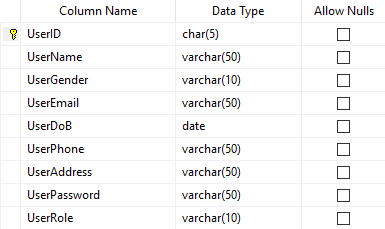 Column Name Data Type Allow Nulls
UserID char(5)
UserName varchar(50)
UserGender varchar(10)
UserEmail varchar(50)
UserDoB date
UserPhone varchar(50)
UserAddress varchar(50)
UserPassword varchar(50)
UserRole varchar(10)